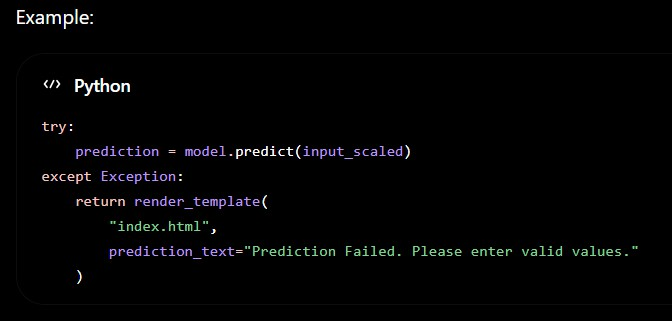 Example:
</> Python
try:
    prediction = model.predict(input_scaled)
except Exception:
    return render_template(
        "index.html",
        prediction_text="Prediction Failed. Please enter valid values."
    )